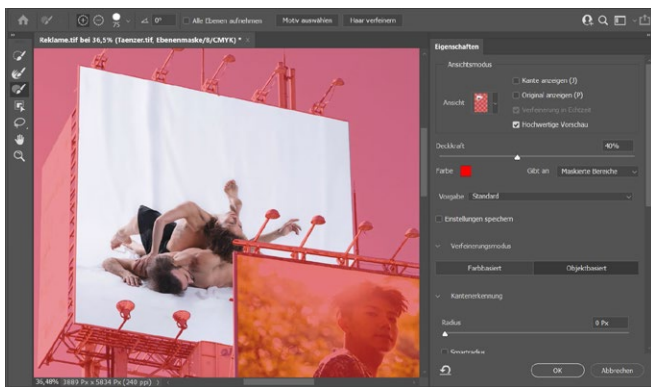 75
0°
Alle Ebenen aufnehmen
Motiv auswählen
Haar verfeinern
Reklame.tif bei 36,5% (Taenzer.tif, Ebenenmaske/8/CMYK) *
Eigenschaften
Ansichtsmodus
Kante anzeigen (J)
Original anzeigen (P)
Ansicht
Verfeinerung in Echtzeit
Hochwertige Vorschau
Deckkraft
40%
Farbe
Gibt an
Maskierte Bereiche
Vorgabe
Standard
Einstellungen speichern
Verfeinerungsmodus
Farbbasiert
Objektbasiert
Kantenerkennung
Radius
0 Px
Smartradius
36,48%
3889 Px x 5834 Px (240 ppi)
OK
Abbrechen